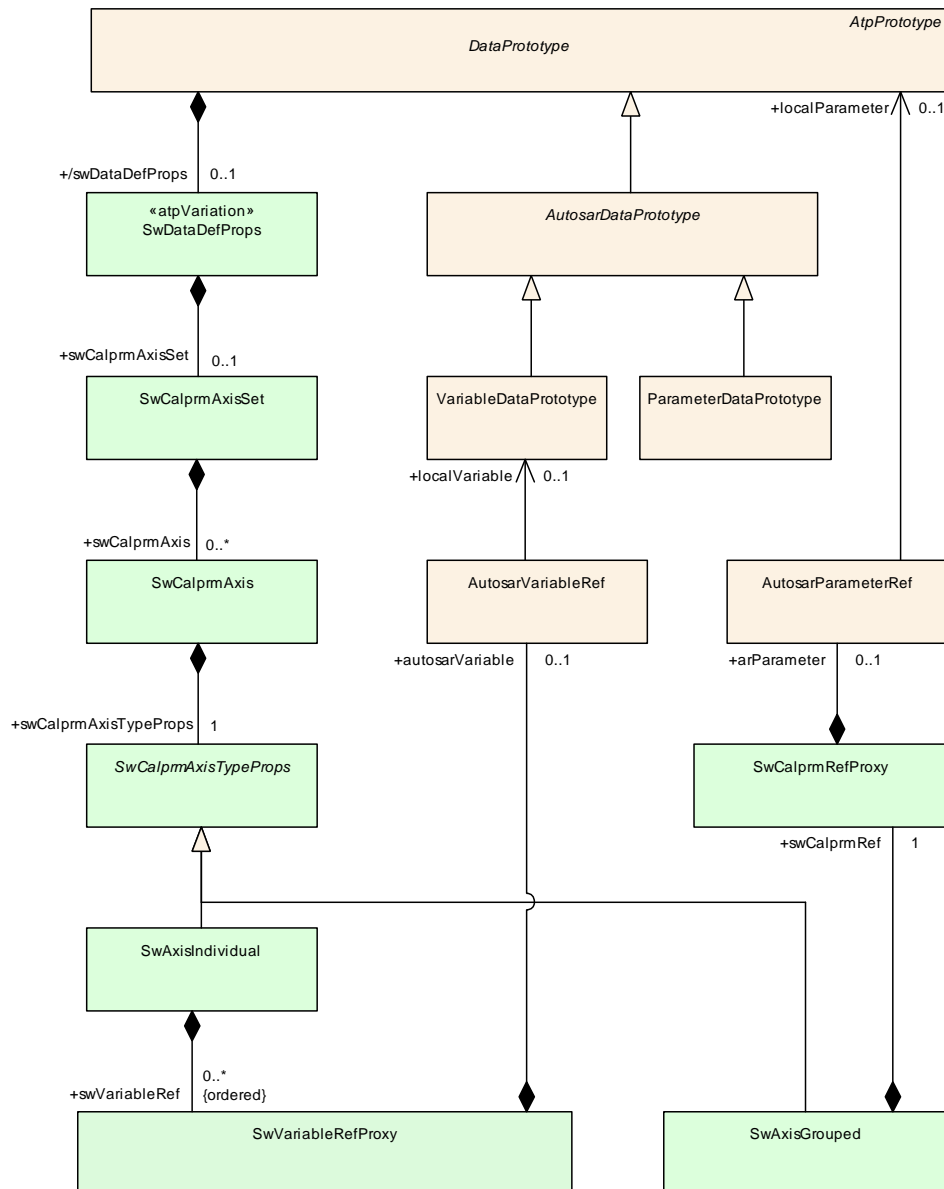 AtpPrototype
DataPrototype
+localParameter
0..1
+/swDataDefProps
0..1
«atpVariation»
SwDataDefProps
AutosarDataPrototype
+swCalprmAxisSet
0..1
SwCalprmAxisSet
VariableDataPrototype
ParameterDataPrototype
+localVariable
0..1
+swCalprmAxis
0..*
SwCalprmAxis
AutosarVariableRef
AutosarParameterRef
+autosarVariable
0..1
+arParameter
0..1
+swCalprmAxisTypeProps
1
SwCalprmAxisTypeProps
SwCalprmRefProxy
+swCalprmRef
1
SwAxisIndividual
0..*
+swVariableRef
{ordered}
SwVariableRefProxy
SwAxisGrouped